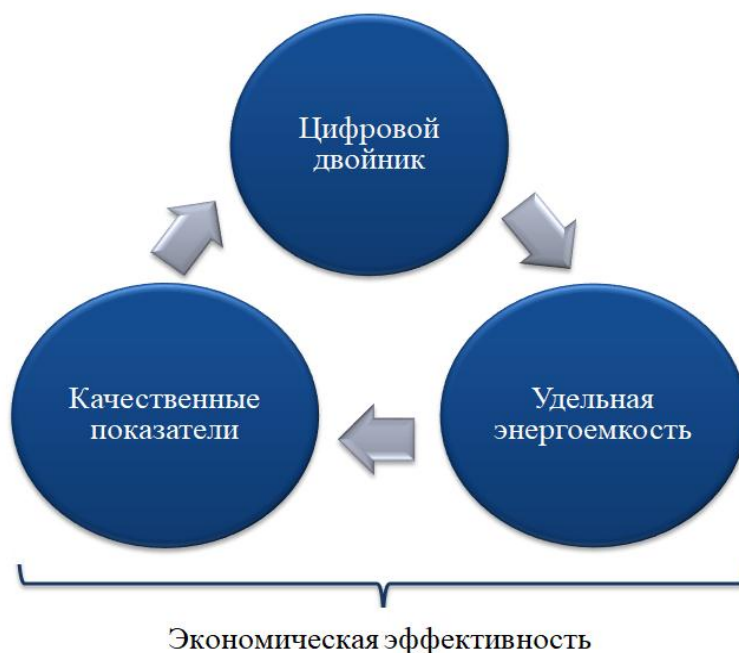 Цифровой
двойник
Качественные
показатели
Удельная
энергоемкость
Экономическая эффективность